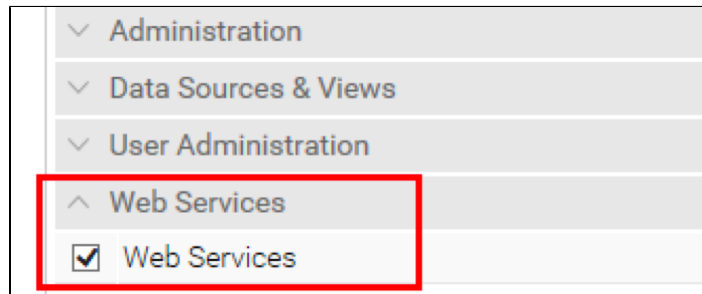 Administration
Data Sources & Views
User Administration
Web Services
Web Services